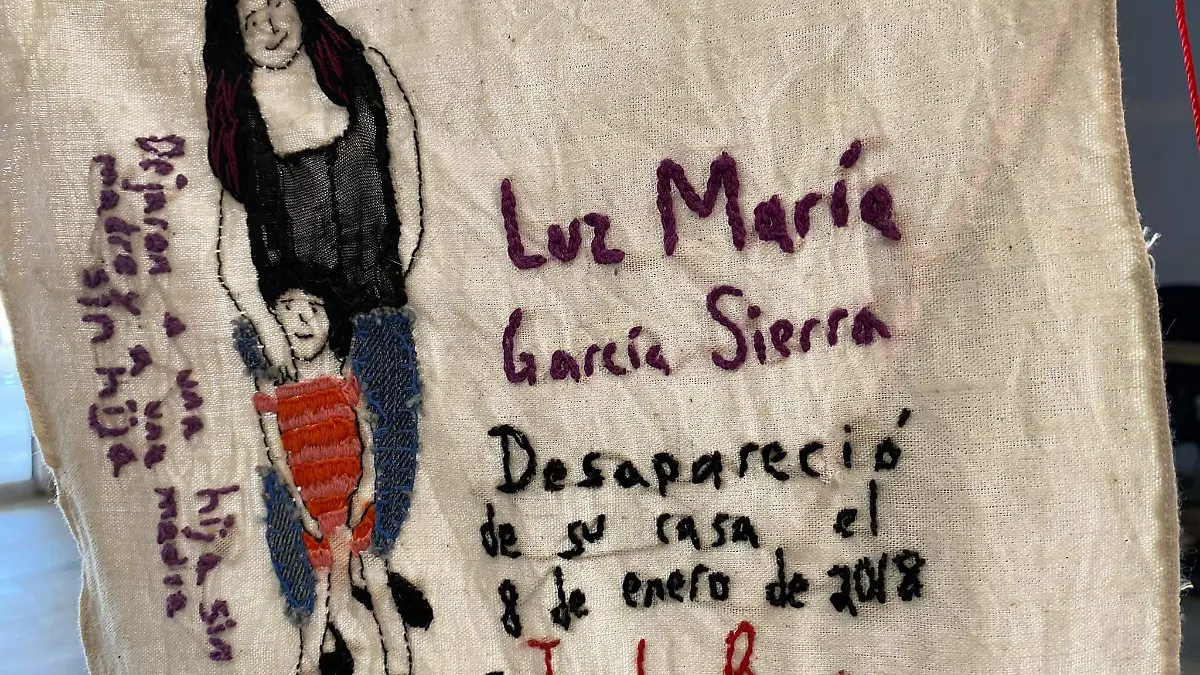 Dejaron a una hija sin
madre Y a una madre
sin hija
Luz María
García Sierra
Desapareció
de su casa el
8 de enero de 2018